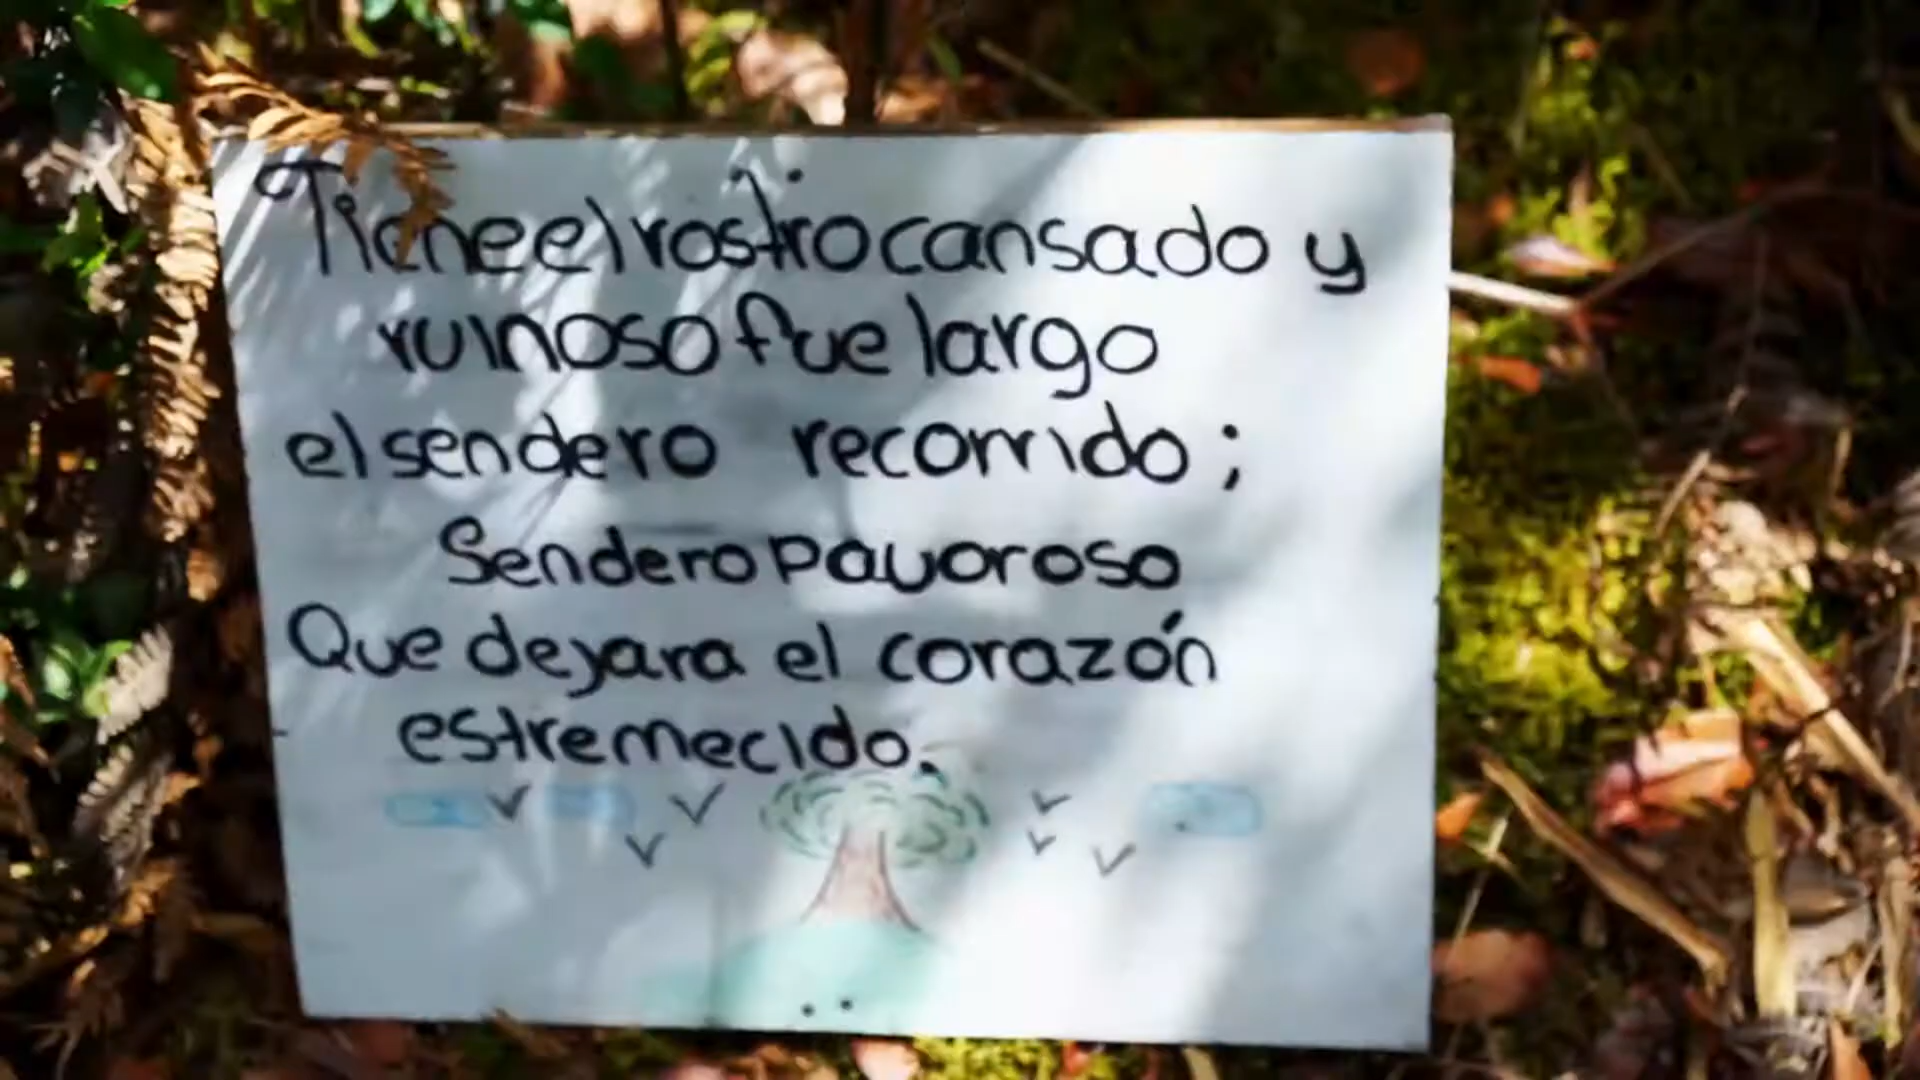 Tiene el rostro cansado y
ruinoso fue largo
el sendero recorrido;
Sendero pavoroso
Que dejara el corazón
estremecido.